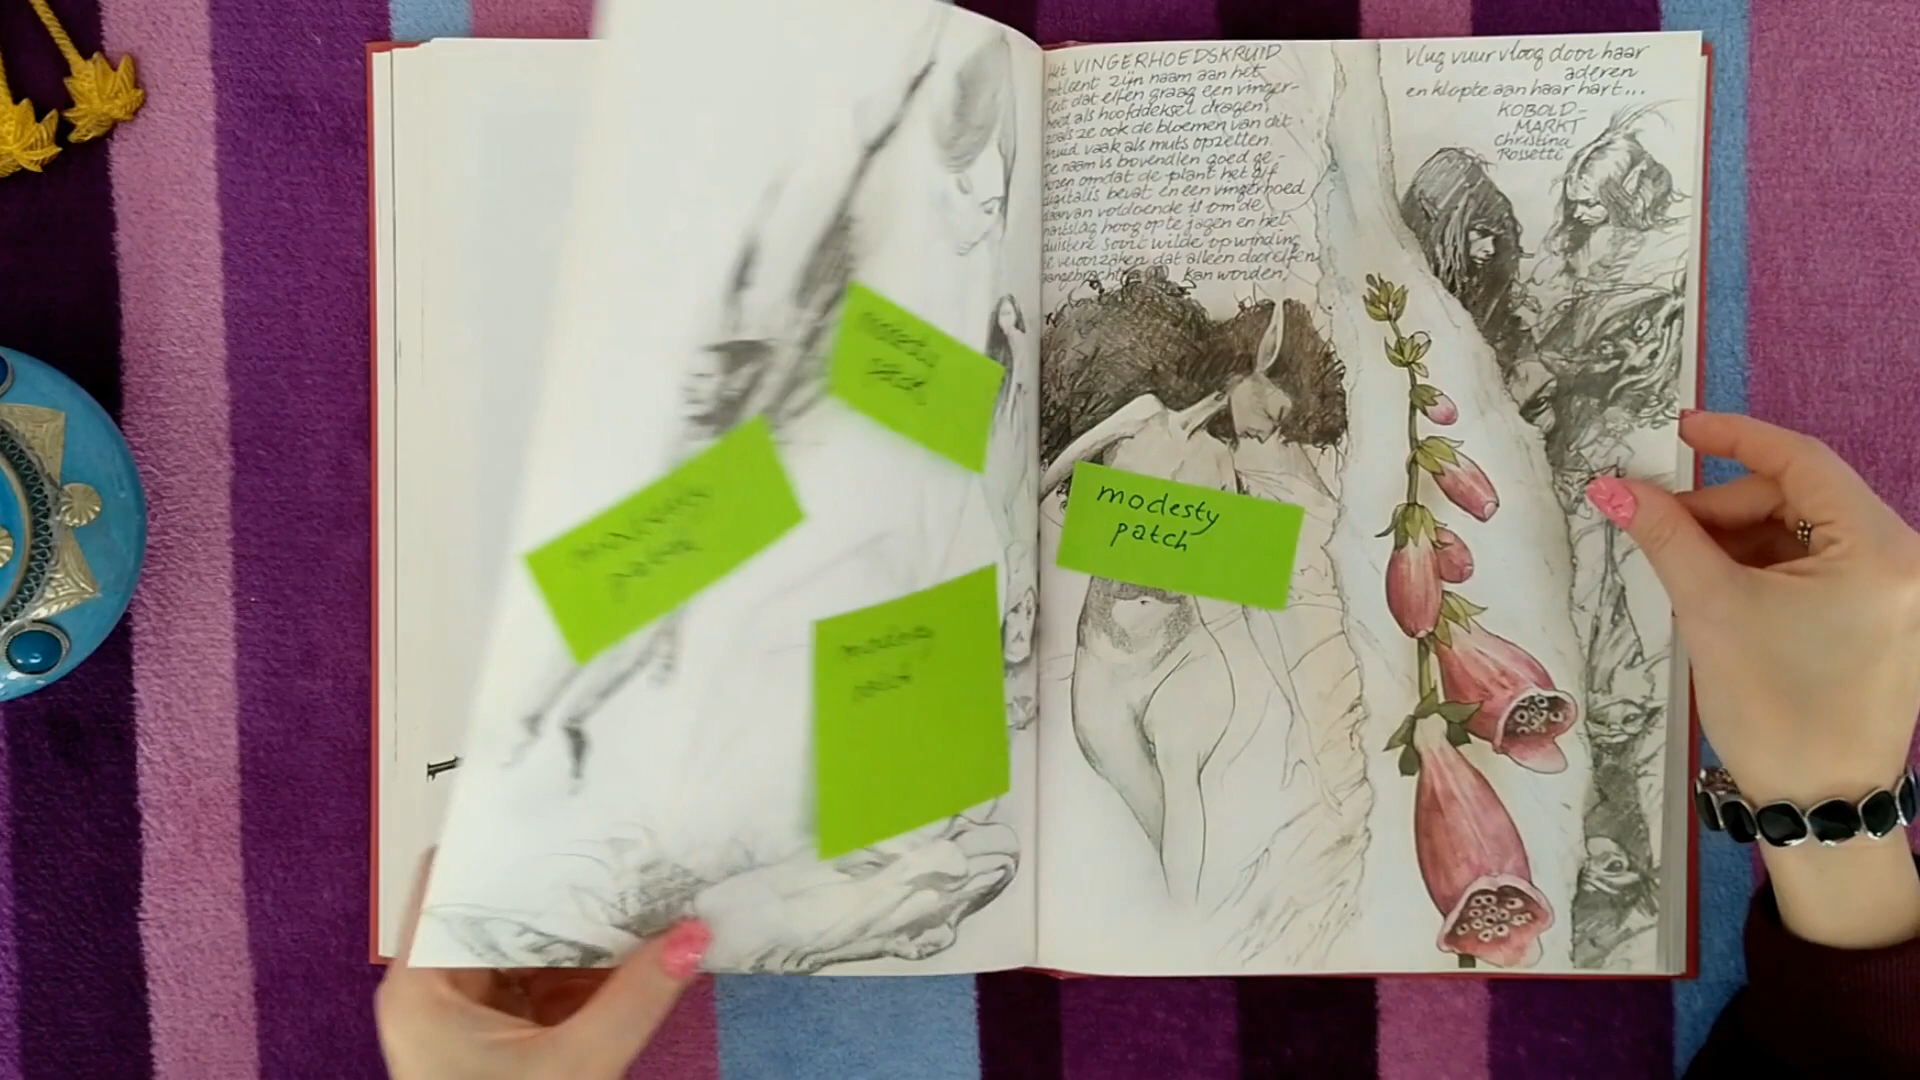 Het VINGERHOEDSKRUID
ontleent zijn naam aan het
feit dat elfen graag een vinger-
hoed als hoofddeksel dragen,
zoals ze ook de bloemen van dit
kruid vaak als muts opzetten.
De naam is bovendien goed ge-
kozen omdat de plant het gif
digitalis bevat en een vingerhoed
daarvan voldoende is om de
hartslag hoog op te jagen en het
duistere soort wilde opwinding
te veroorzaken dat alleen door elfen
aangebracht kan worden.
Vlug vuur vloog door haar
aderen
en klopte aan haar hart...
KOBOLD-
MARKT
Christina
Rossetti
modesty
patch
modesty
patch
modesty
patch
modesty
patch